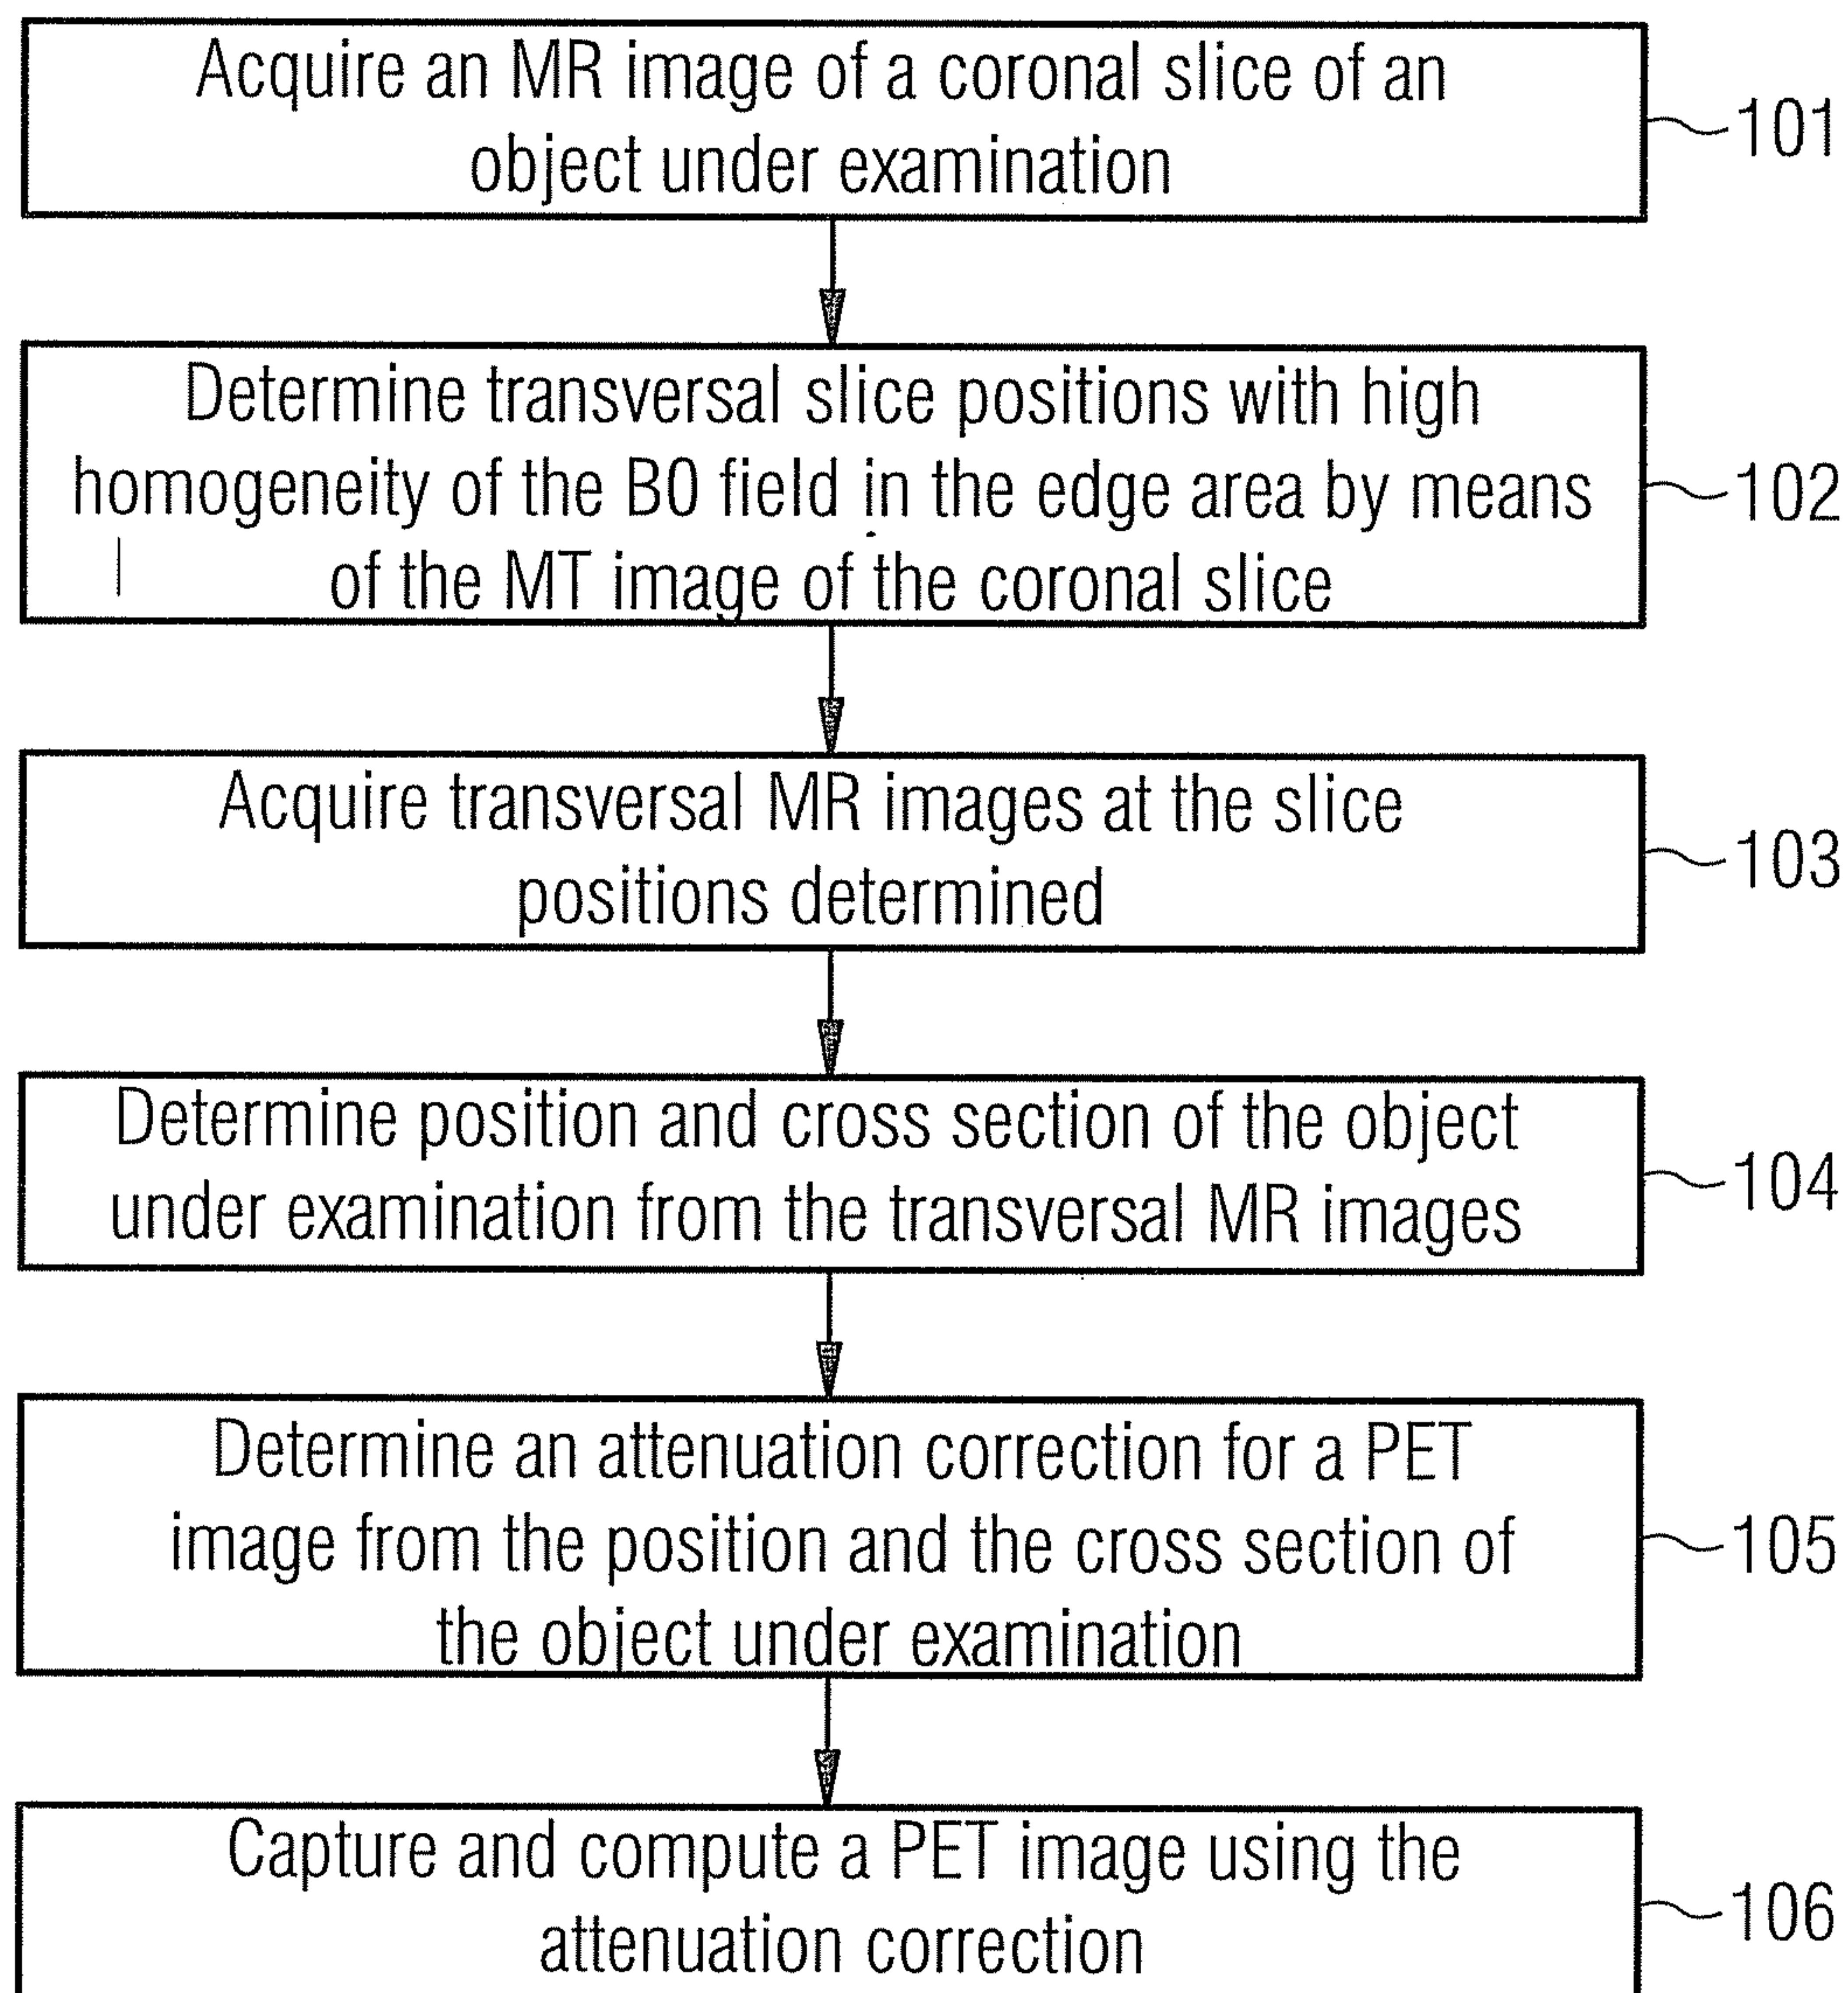 Acquire an MR image of a coronal slice of an
object under examination
101
Determine transversal slice positions with high
homogeneity of the B0 field in the edge area by means
of the MT image of the coronal slice
102
Acquire transversal MR images at the slice
positions determined
103
Determine position and cross section of the object
under examination from the transversal MR images
104
Determine an attenuation correction for a PET
image from the position and the cross section of
the object under examination
105
Capture and compute a PET image using the
attenuation correction
106